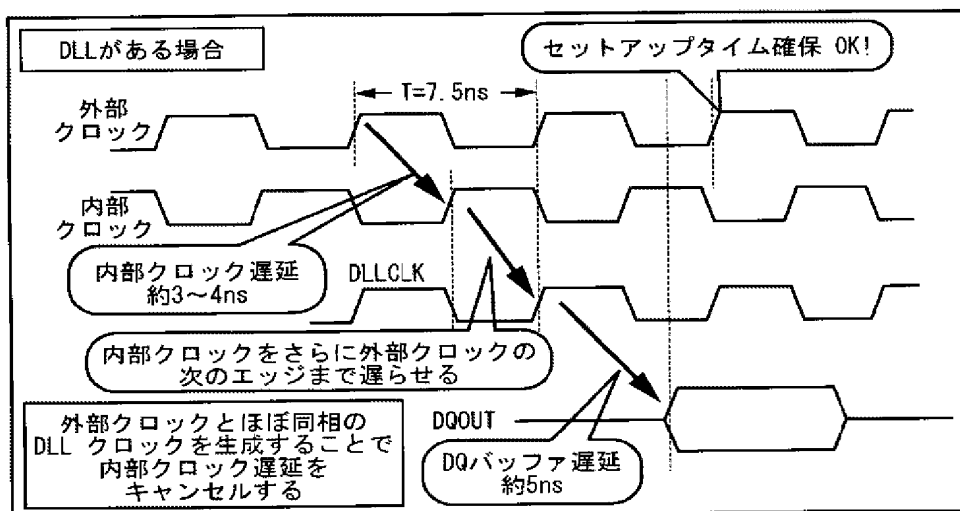 DLLがある場合
セットアップタイム確保 OK!
T=7.5ns
外部
クロック
内部
クロック
内部クロック遅延
約3～4ns
DLLCLK
内部クロックをさらに外部クロックの
次のエッジまで遅らせる
外部クロックとほぼ同相の
DLL クロックを生成することで
内部クロック遅延を
キャンセルする
DQOUT
DQバッファ遅延
約5ns